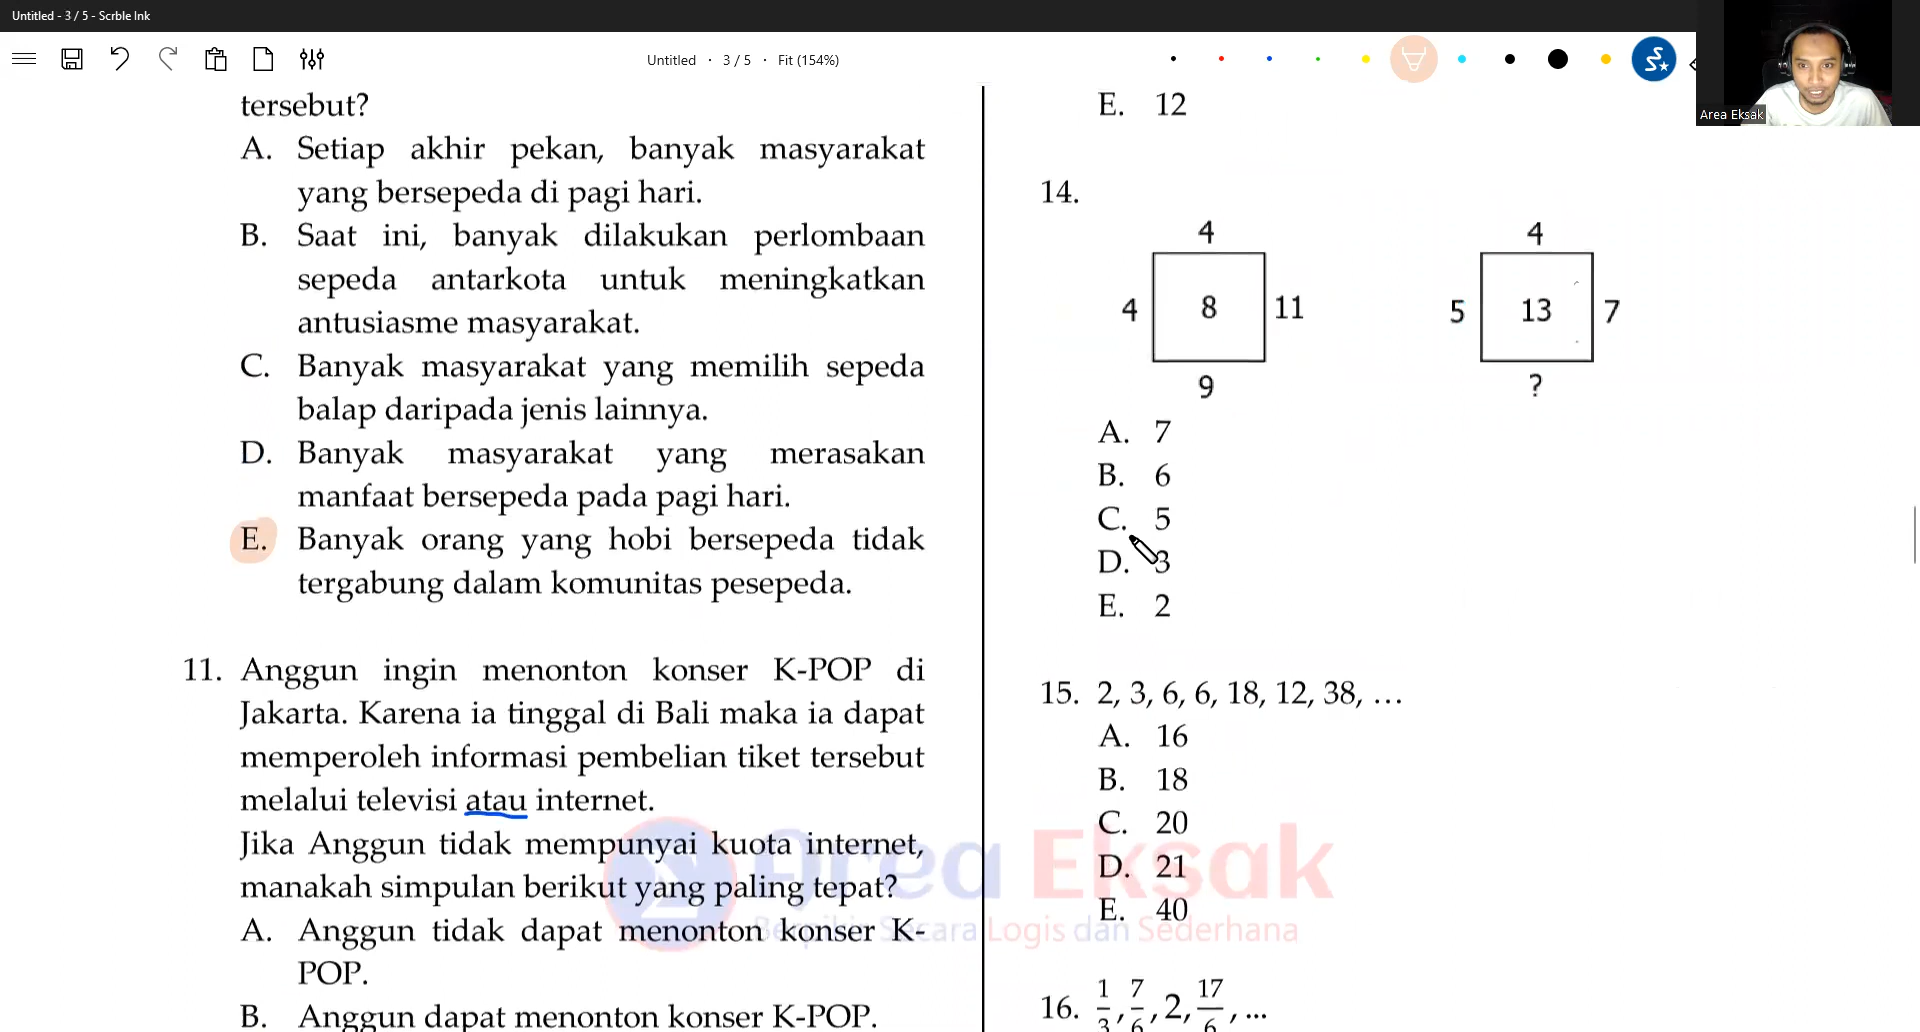 Untitled - 3 / 5 - Scrble Ink
Untitled · 3 / 5 · Fit (154%)
Area Eksak
tersebut?
A. Setiap akhir pekan, banyak masyarakat
yang bersepeda di pagi hari.
B. Saat ini, banyak dilakukan perlombaan
sepeda antarkota untuk meningkatkan
antusiasme masyarakat.
C. Banyak masyarakat yang memilih sepeda
balap daripada jenis lainnya.
D. Banyak masyarakat yang merasakan
manfaat bersepeda pada pagi hari.
E. Banyak orang yang hobi bersepeda tidak
tergabung dalam komunitas pesepeda.
11. Anggun ingin menonton konser K-POP di
Jakarta. Karena ia tinggal di Bali maka ia dapat
memperoleh informasi pembelian tiket tersebut
melalui televisi atau internet.
Jika Anggun tidak mempunyai kuota internet,
manakah simpulan berikut yang paling tepat?
A. Anggun tidak dapat menonton konser K-
POP.
B. Anggun dapat menonton konser K-POP.
E. 12
14.
4 4
4 8 11 5 13 7
9 ?
A. 7
B. 6
C. 5
D. 3
E. 2
15. 2, 3, 6, 6, 18, 12, 38, …
A. 16
B. 18
C. 20
D. 21
E. 40
16. 1/3, 7/6, 2, 17/6, ...
Area Eksak
Berpikir Secara Logis dan Sederhana